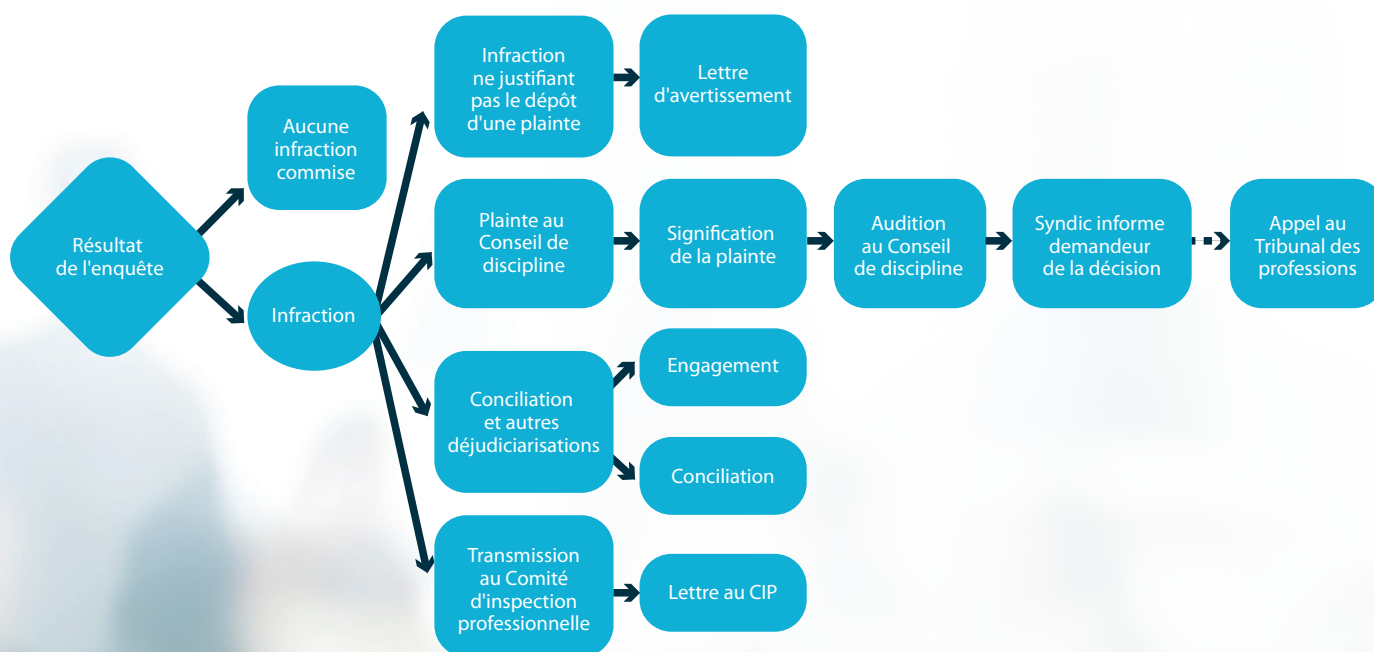 Résultat
de l'enquête
Aucune
infraction
commise
Infraction
Infraction
ne justifiant
pas le dépôt
d'une plainte
Lettre
d'avertissement
Plainte au
Conseil de
discipline
Signification
de la plainte
Audition
au Conseil
de discipline
Syndic informe
demandeur
de la décision
Appel au
Tribunal des
professions
Conciliation
et autres
déjudiciarisations
Engagement
Conciliation
Transmission
au Comité
d'inspection
professionnelle
Lettre au CIP